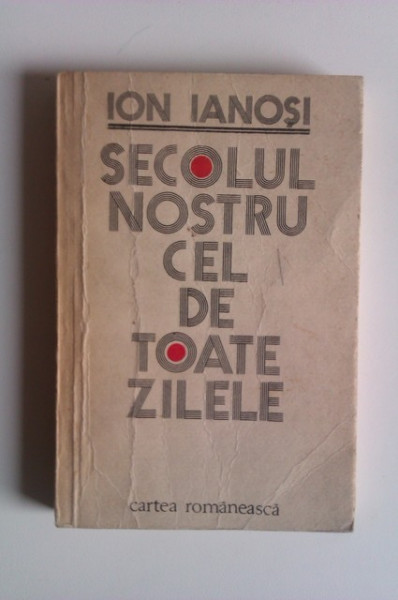 ION IANOȘI
SECOLUL
NOSTRU
CEL
DE
TOATE
ZILELE
cartea românească